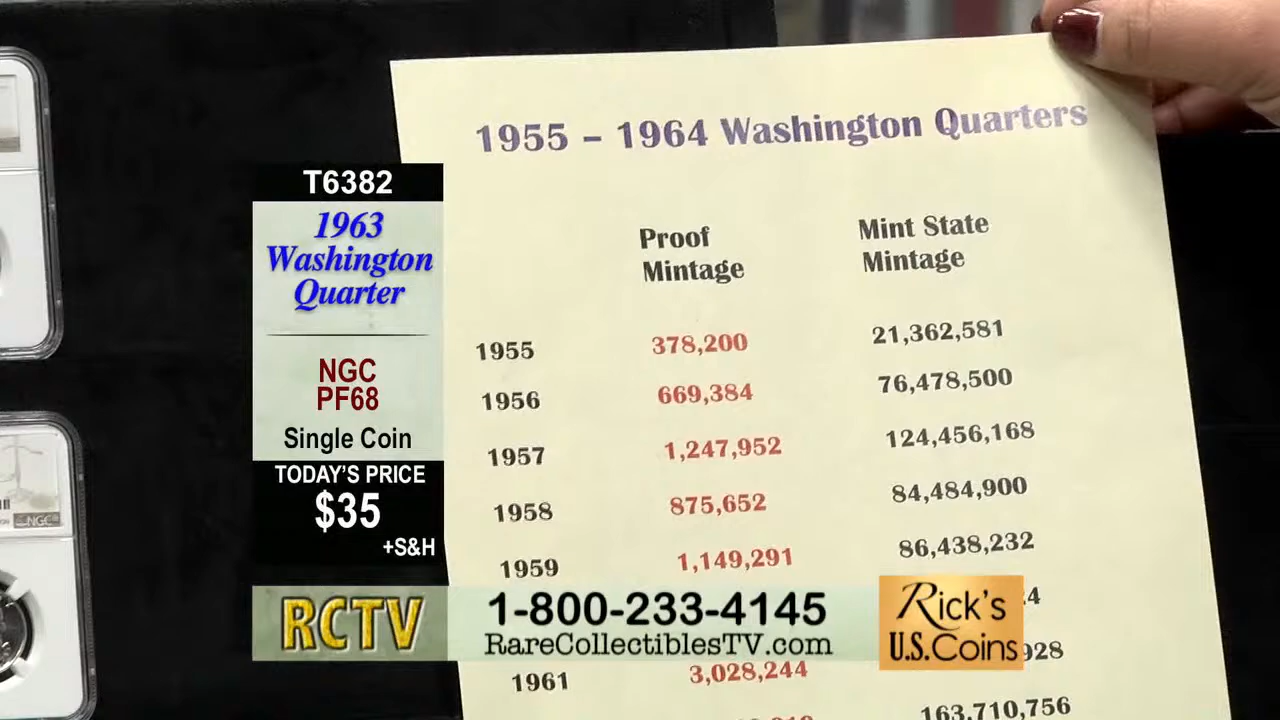 1955 – 1964 Washington Quarters
Proof Mintage
Mint State Mintage
1955 378,200 21,362,581
1956 669,384 76,478,500
1957 1,247,952 124,456,168
1958 875,652 84,484,900
1959 1,149,291 86,438,232
1961 3,028,244
163,710,756
T6382
1963
Washington
Quarter
NGC
PF68
Single Coin
TODAY'S PRICE
$35
+S&H
RCTV
1-800-233-4145
RareCollectiblesTV.com
Rick's
U.S.Coins
NGC